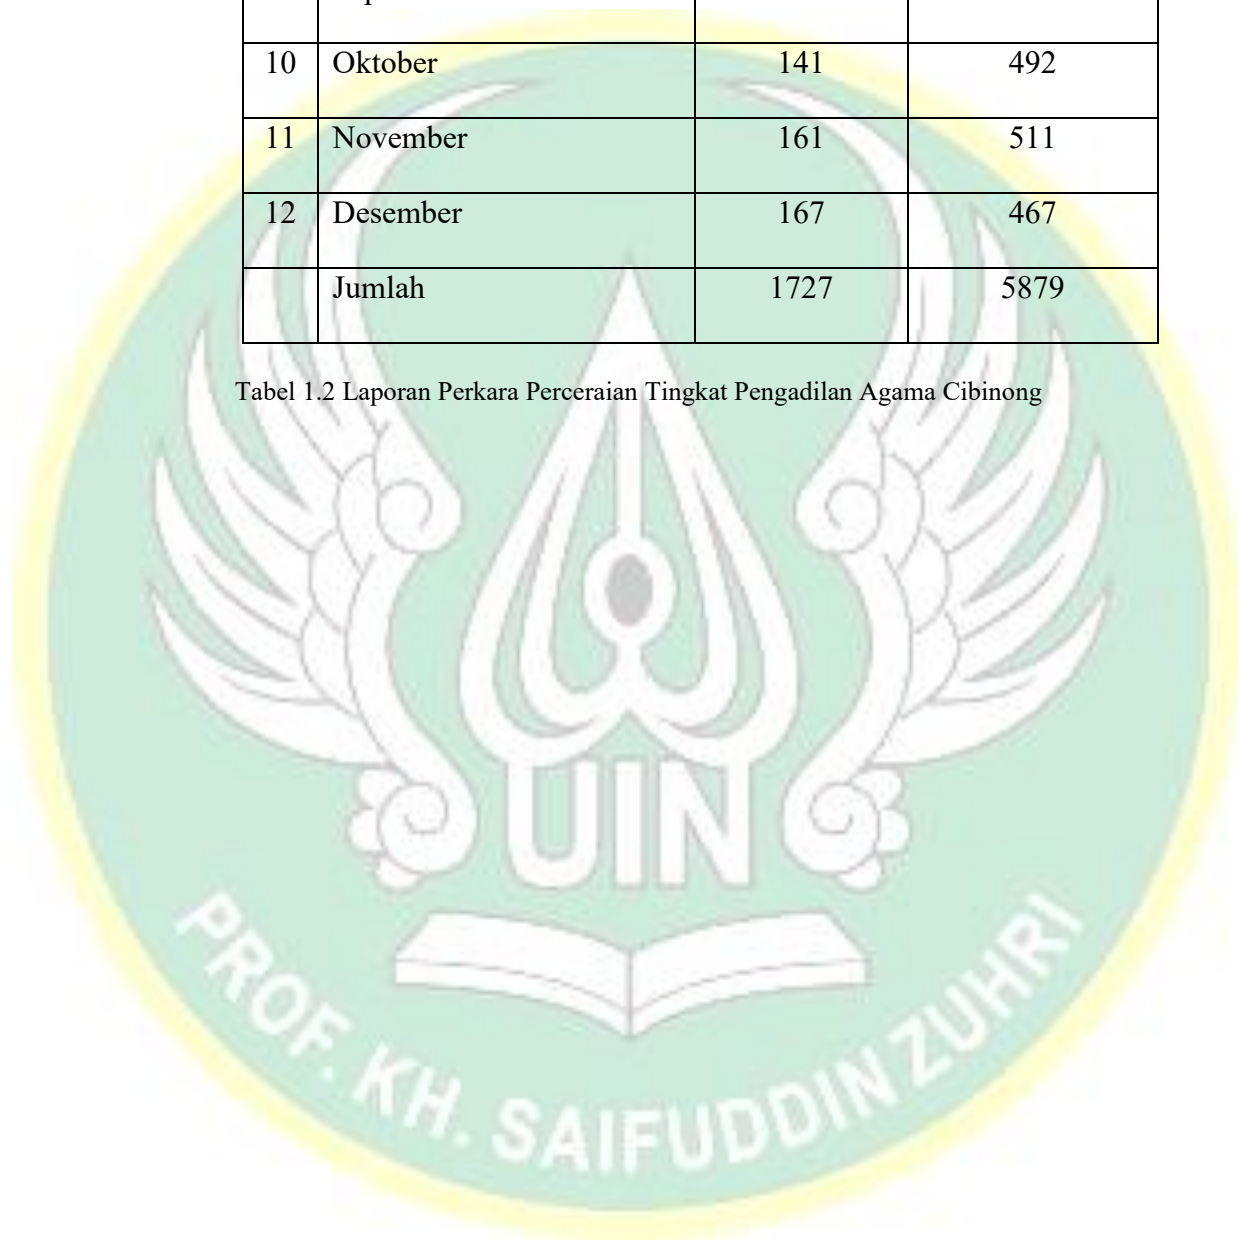 10 Oktober 141 492
11 November 161 511
12 Desember 167 467
Jumlah 1727 5879
Tabel 1.2 Laporan Perkara Perceraian Tingkat Pengadilan Agama Cibinong
UIN
PROF. KH. SAIFUDDIN ZUHRI